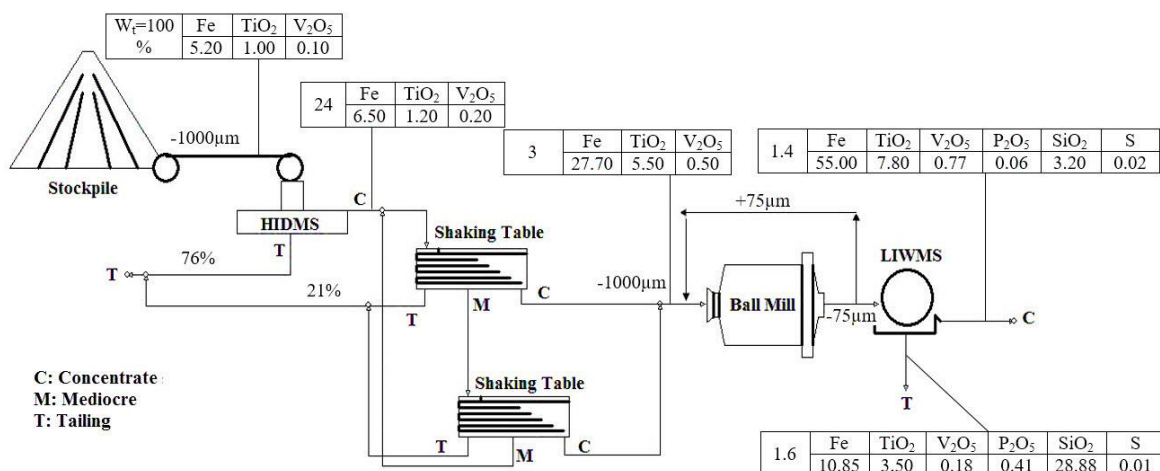 Wt=100 Fe TiO2 V2O5
% 5.20 1.00 0.10
24 Fe TiO2 V2O5
6.50 1.20 0.20
-1000µm
3 Fe TiO2 V2O5
27.70 5.50 0.50
1.4 Fe TiO2 V2O5 P2O5 SiO2 S
55.00 7.80 0.77 0.06 3.20 0.02
Stockpile
C
HIDMS
T
76%
T
21%
Shaking Table
T
M
C
-1000µm
+75µm
Ball Mill
-75µm
LIWMS
C
T
Shaking Table
T
M
C
C: Concentrate
M: Mediocre
T: Tailing
1.6 Fe TiO2 V2O5 P2O5 SiO2 S
10.85 3.50 0.18 0.41 28.88 0.01